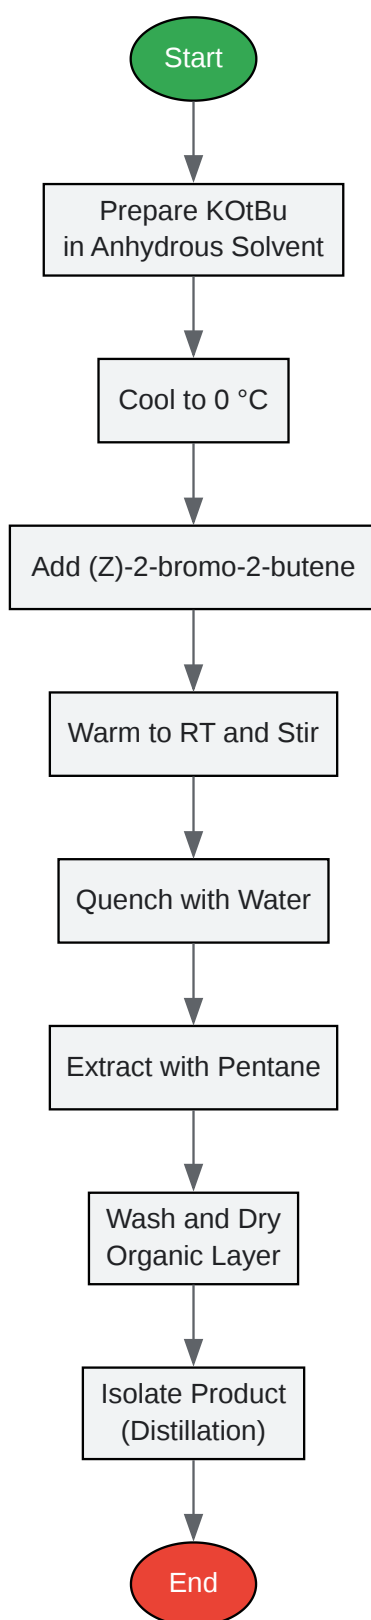 Start
Prepare KOtBu
in Anhydrous Solvent
Cool to 0 °C
Add (Z)-2-bromo-2-butene
Warm to RT and Stir
Quench with Water
Extract with Pentane
Wash and Dry
Organic Layer
Isolate Product
(Distillation)
End